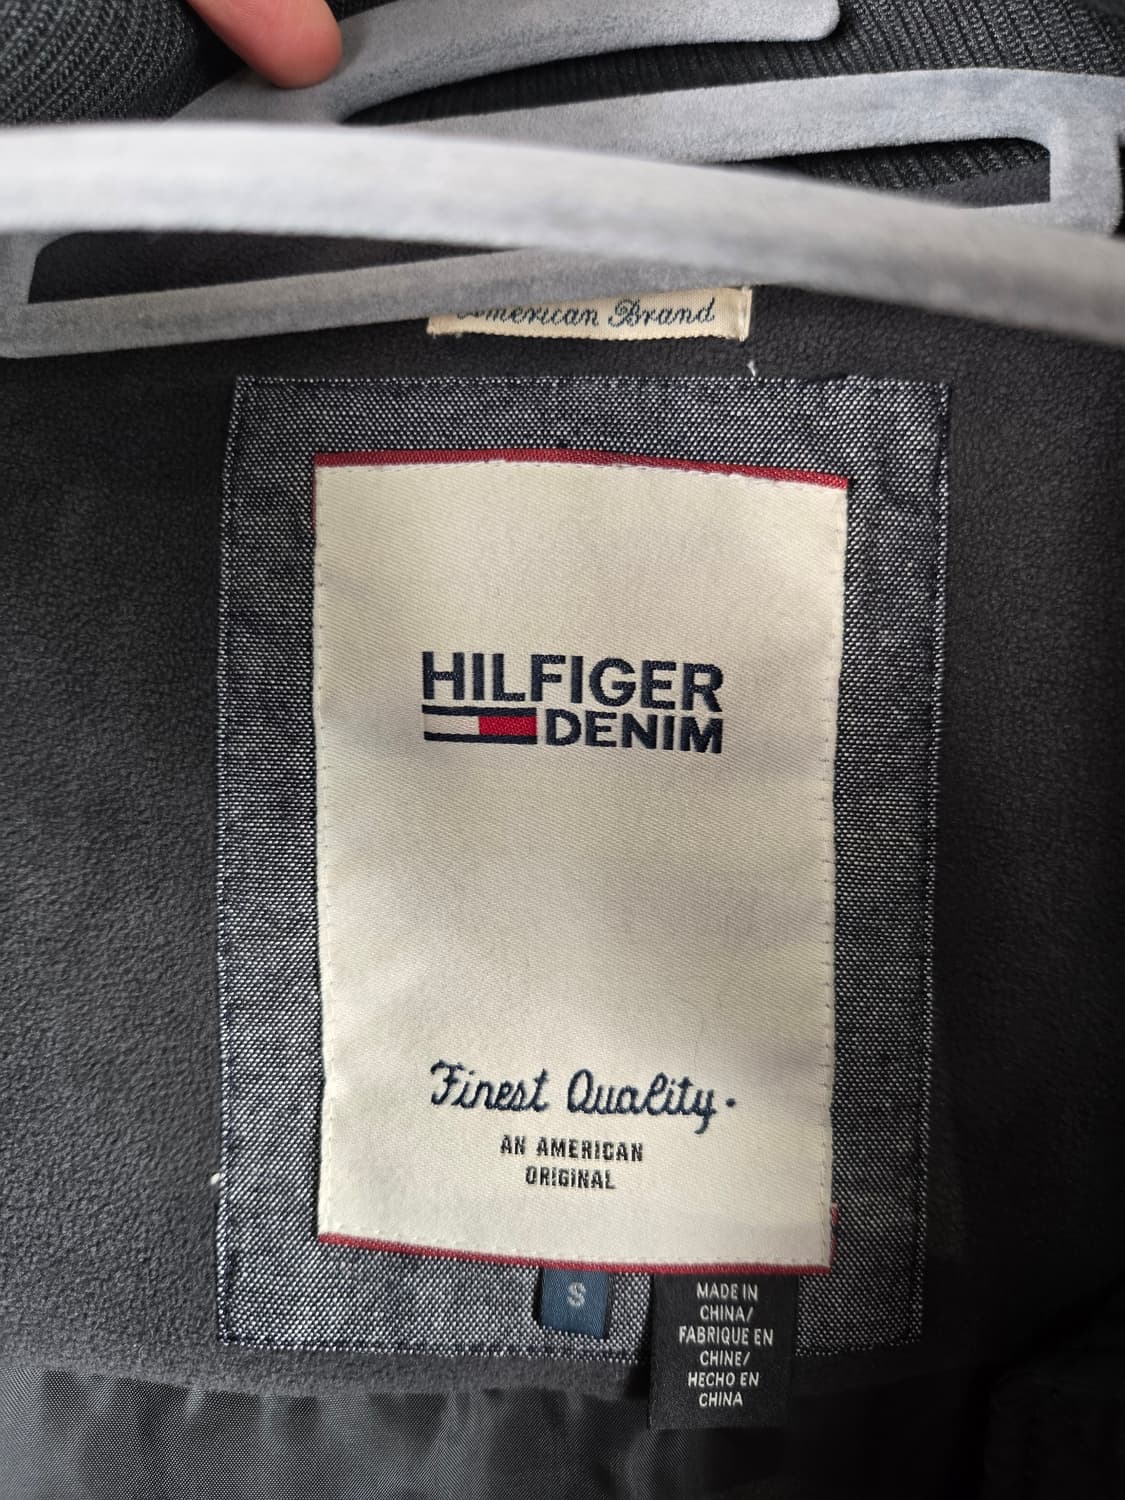 American Brand
HILFIGER
DENIM
Finest Quality.
AN AMERICAN
ORIGINAL
S
MADE IN
CHINA/
FABRIQUE EN
CHINE/
HECHO EN
CHINA